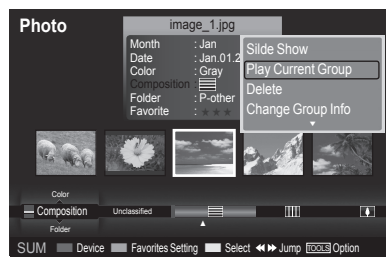 Photo
image_1.jpg
Month : Jan
Date : Jan.01.2
Color : Gray
Composition :
Folder : P-other
Favorite : ★ ★ ★
Silde Show
Play Current Group
Delete
Change Group Info
Color
Composition
Unclassified
Folder
SUM Device Favorites Setting Select Jump TOOLS Option